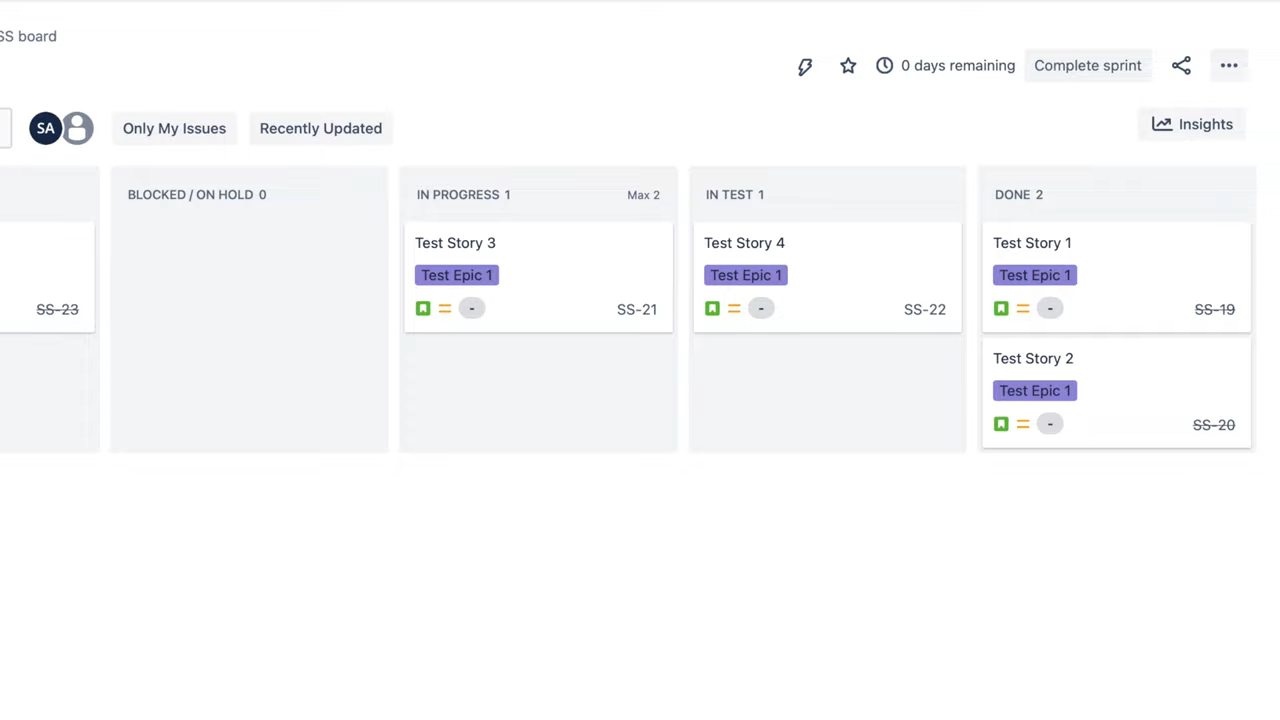 SS board
0 days remaining
Complete sprint
SA
Only My Issues
Recently Updated
Insights
BLOCKED / ON HOLD 0
IN PROGRESS 1
Max 2
IN TEST 1
DONE 2
SS-23
Test Story 3
Test Epic 1
-
SS-21
Test Story 4
Test Epic 1
-
SS-22
Test Story 1
Test Epic 1
-
SS-19
Test Story 2
Test Epic 1
-
SS-20